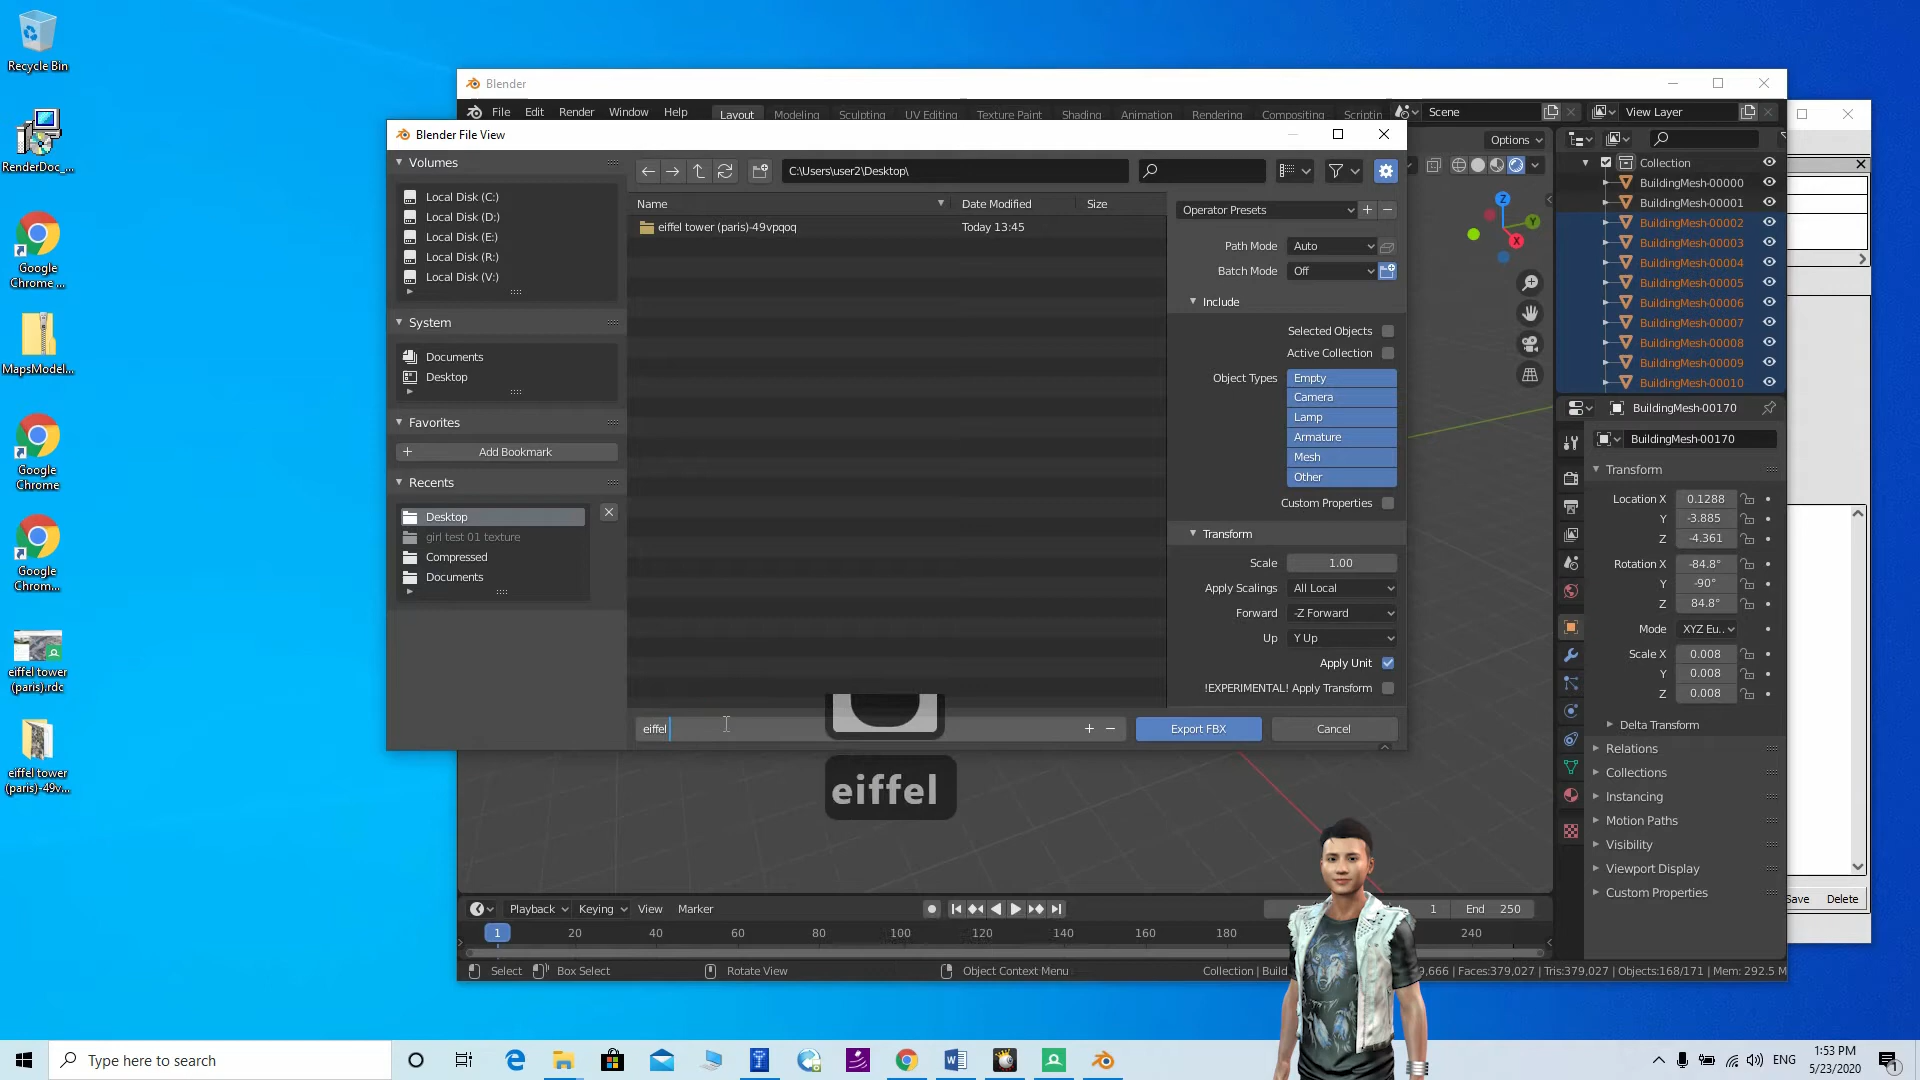 Recycle Bin
RenderDoc_...
Google
Chrome ...
MapsModel...
Google
Chrome
Google
Chrom...
eiffel tower
(paris).rdc
eiffel tower
(paris)-49v...
Blender
File Edit Render Window Help Layout Modeling Sculpting UV Editing Texture Paint Shading Animation Rendering Compositing Scriptin Scene View Layer
Blender File View
Options
Volumes
Local Disk (C:)
Local Disk (D:)
Local Disk (E:)
Local Disk (R:)
Local Disk (V:)
System
Documents
Desktop
Favorites
Add Bookmark
Recents
Desktop
girl test 01 texture
Compressed
Documents
C:\Users\user2\Desktop\
Name Date Modified Size
eiffel tower (paris)-49vpqoq Today 13:45
Operator Presets
Path Mode Auto
Batch Mode Off
Include
Selected Objects
Active Collection
Object Types Empty
Camera
Lamp
Armature
Mesh
Other
Custom Properties
Transform
Scale 1.00
Apply Scalings All Local
Forward -Z Forward
Up Y Up
Apply Unit
!EXPERIMENTAL! Apply Transform
eiffel
Export FBX
Cancel
eiffel
Z
Y
X
Collection
BuildingMesh-00000
BuildingMesh-00001
BuildingMesh-00002
BuildingMesh-00003
BuildingMesh-00004
BuildingMesh-00005
BuildingMesh-00006
BuildingMesh-00007
BuildingMesh-00008
BuildingMesh-00009
BuildingMesh-00010
BuildingMesh-00170
BuildingMesh-00170
Transform
Location X 0.1288
Y -3.885
Z -4.361
Rotation X -84.8°
Y -90°
Z 84.8°
Mode XYZ Eu..
Scale X 0.008
Y 0.008
Z 0.008
Delta Transform
Relations
Collections
Instancing
Motion Paths
Visibility
Viewport Display
Custom Properties
Save Delete
Playback Keying View Marker
1 End 250
1 20 40 60 80 100 120 140 160 180 240
Select Box Select Rotate View Object Context Menu
Collection | Build 9,666 | Faces:379,027 | Tris:379,027 | Objects:168/171 | Mem: 292.5 M
Type here to search
ENG
1:53 PM
5/23/2020